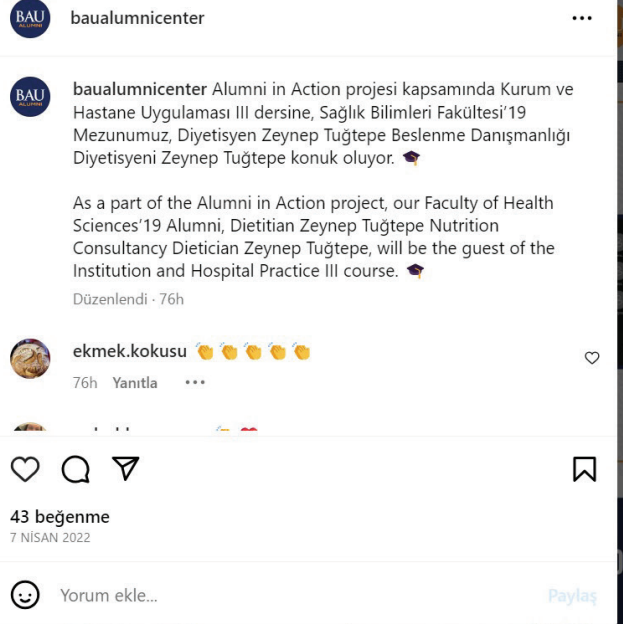 BAU
ALUMNI
baualumnicenter
BAU
ALUMNI
baualumnicenter Alumni in Action projesi kapsamında Kurum ve
Hastane Uygulaması III dersine, Sağlık Bilimleri Fakültesi’19
Mezunumuz, Diyetisyen Zeynep Tuğtepe Beslenme Danışmanlığı
Diyetisyeni Zeynep Tuğtepe konuk oluyor. 🎓
As a part of the Alumni in Action project, our Faculty of Health
Sciences’19 Alumni, Dietitian Zeynep Tuğtepe Nutrition
Consultancy Dietician Zeynep Tuğtepe, will be the guest of the
Institution and Hospital Practice III course. 🎓
Düzenlendi · 76h
ekmek.kokusu 👏👏👏👏👏
76h Yanıtla
43 beğenme
7 NİSAN 2022
Yorum ekle...
Paylaş